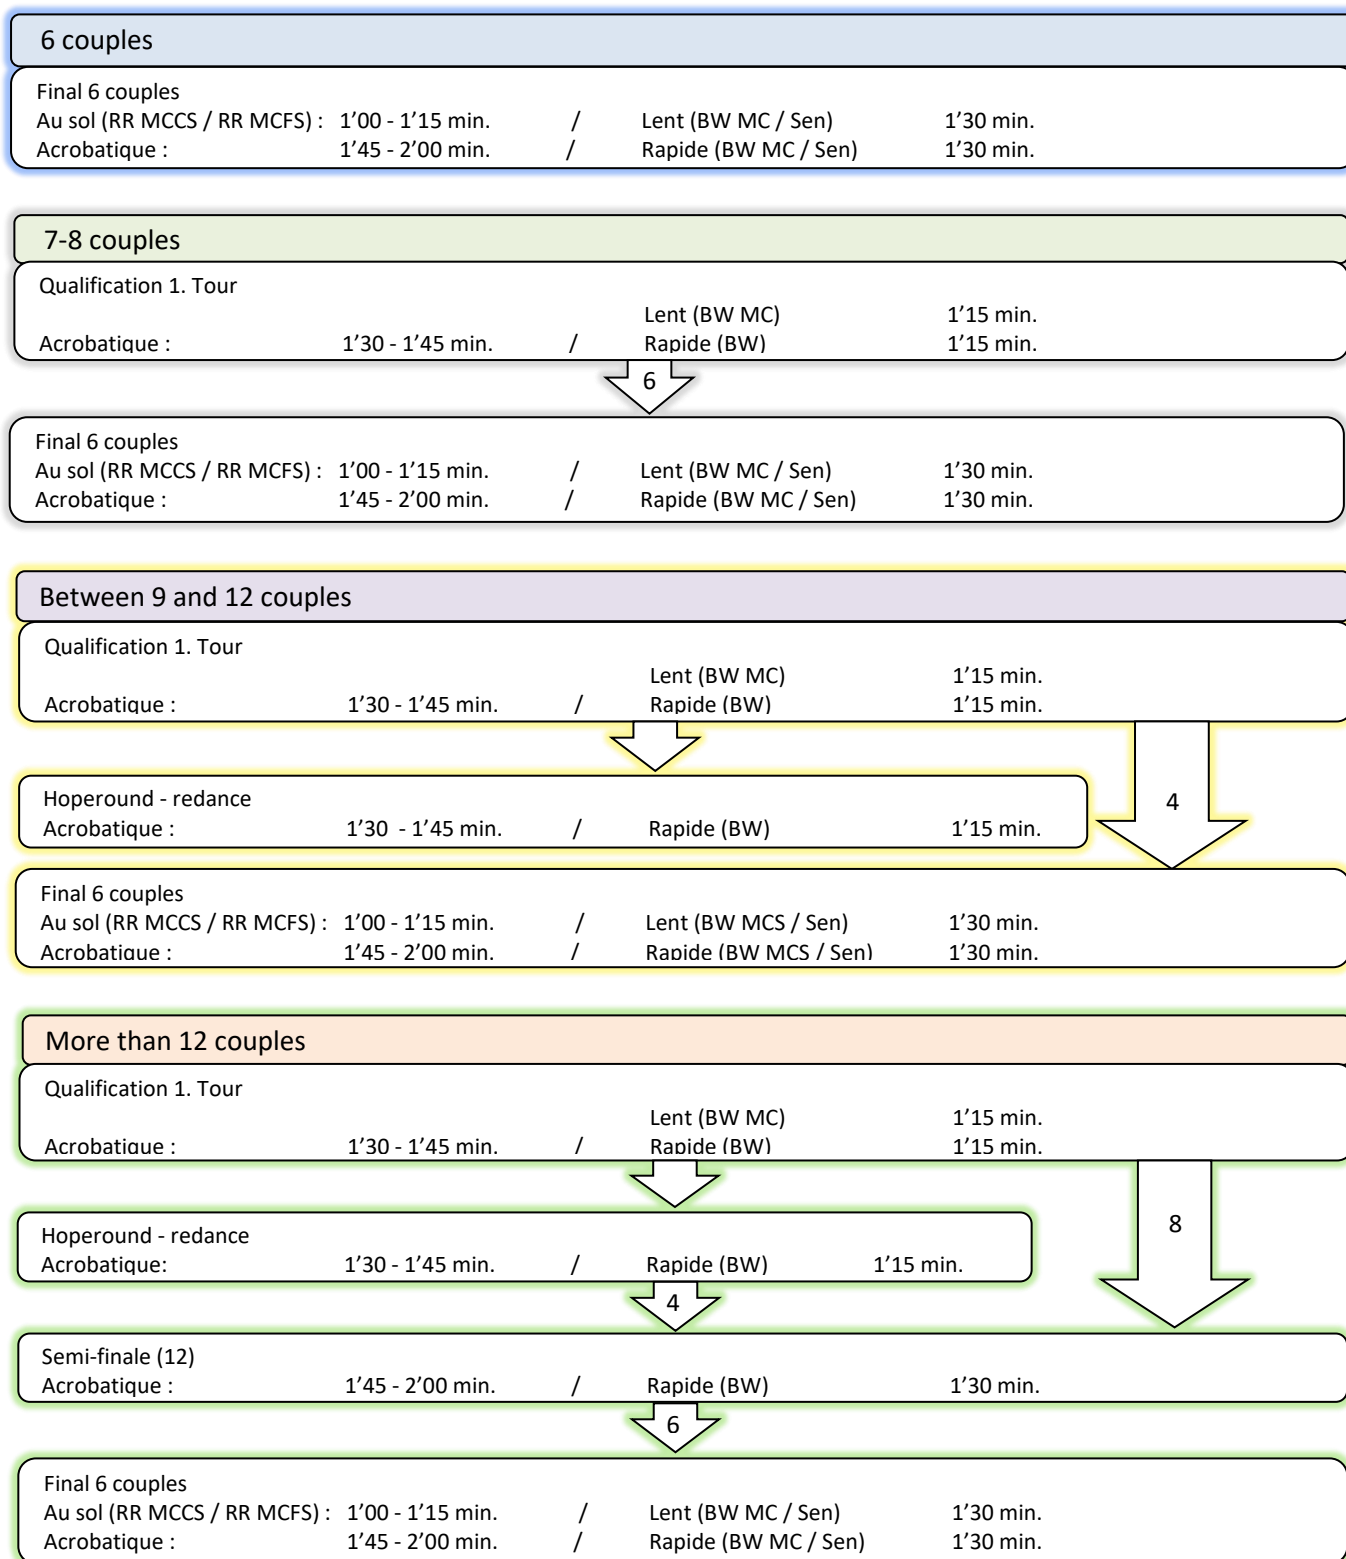 6 couples
Final 6 couples
Au sol (RR MCCS / RR MCFS) : 1’00 - 1’15 min. / Lent (BW MC / Sen) 1’30 min.
Acrobatique : 1’45 - 2’00 min. / Rapide (BW MC / Sen) 1’30 min.
7-8 couples
Qualification 1. Tour
Lent (BW MC) 1’15 min.
Acrobatique : 1’30 - 1’45 min. / Rapide (BW) 1’15 min.
6
Final 6 couples
Au sol (RR MCCS / RR MCFS) : 1’00 - 1’15 min. / Lent (BW MC / Sen) 1’30 min.
Acrobatique : 1’45 - 2’00 min. / Rapide (BW MC / Sen) 1’30 min.
Between 9 and 12 couples
Qualification 1. Tour
Lent (BW MC) 1’15 min.
Acrobatique : 1’30 - 1’45 min. / Rapide (BW) 1’15 min.
Hoperound - redance
Acrobatique : 1’30 - 1’45 min. / Rapide (BW) 1’15 min.
4
Final 6 couples
Au sol (RR MCCS / RR MCFS) : 1’00 - 1’15 min. / Lent (BW MCS / Sen) 1’30 min.
Acrobatique : 1’45 - 2’00 min. / Rapide (BW MCS / Sen) 1’30 min.
More than 12 couples
Qualification 1. Tour
Lent (BW MC) 1’15 min.
Acrobatique : 1’30 - 1’45 min. / Rapide (BW) 1’15 min.
8
Hoperound - redance
Acrobatique: 1’30 - 1’45 min. / Rapide (BW) 1’15 min.
4
Semi-finale (12)
Acrobatique : 1’45 - 2’00 min. / Rapide (BW) 1’30 min.
6
Final 6 couples
Au sol (RR MCCS / RR MCFS) : 1’00 - 1’15 min. / Lent (BW MC / Sen) 1’30 min.
Acrobatique : 1’45 - 2’00 min. / Rapide (BW MC / Sen) 1’30 min.